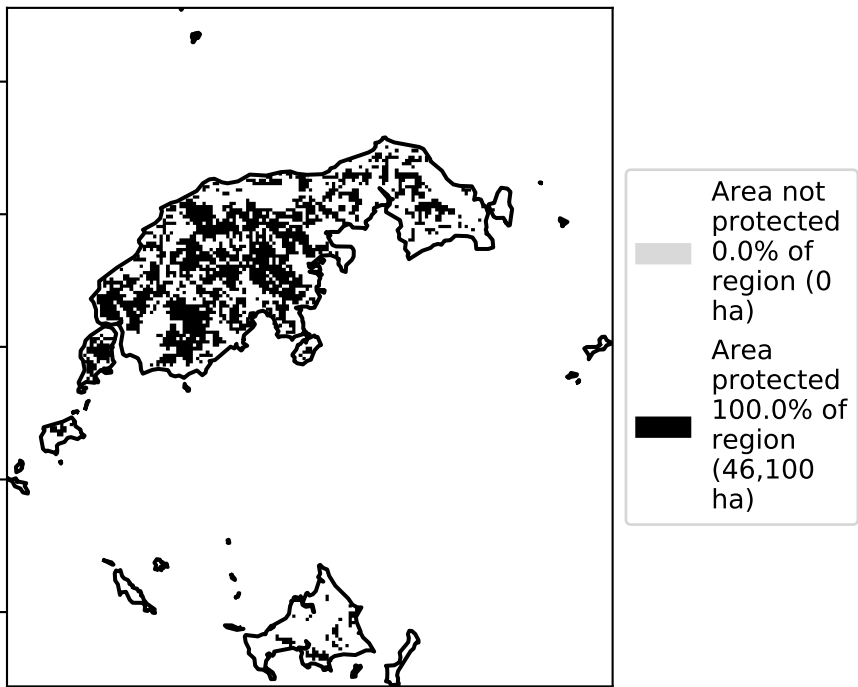 Area not
protected
0.0% of
region (0
ha)
Area
protected
100.0% of
region
(46,100
ha)